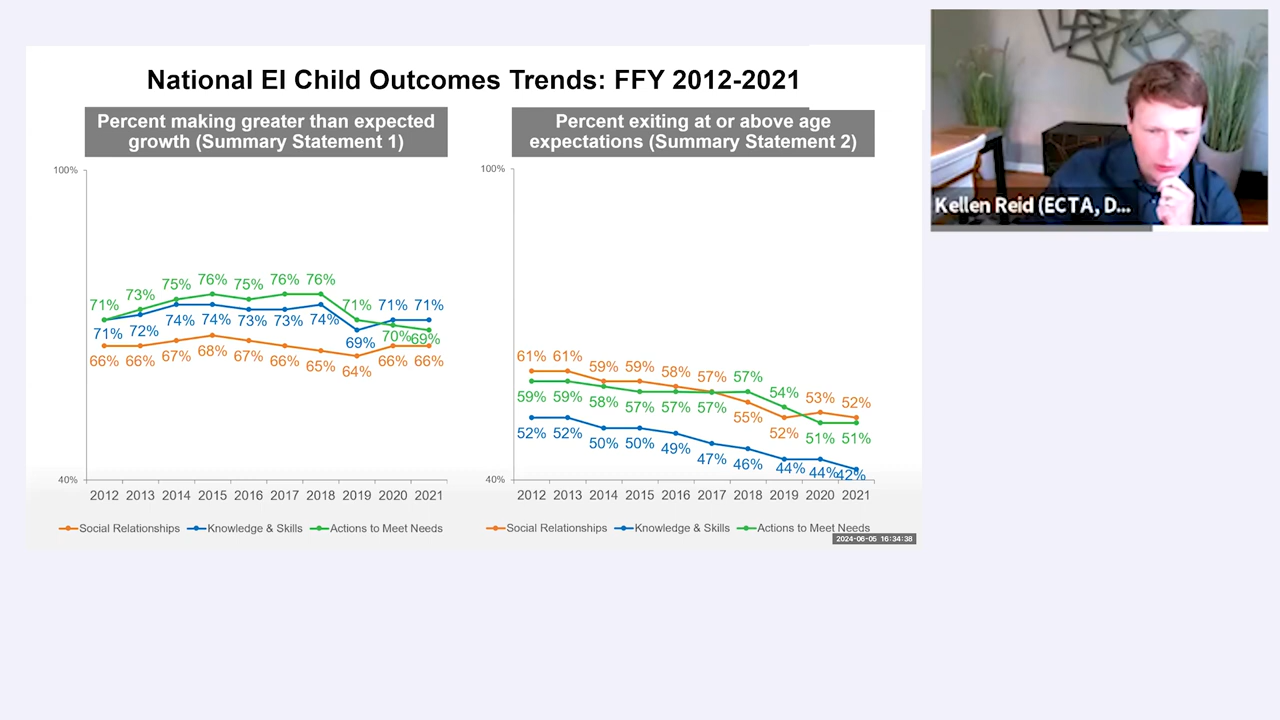 National EI Child Outcomes Trends: FFY 2012-2021
Percent making greater than expected
growth (Summary Statement 1)
100%
71% 73% 75% 76% 75% 76% 76% 71% 70% 69%
71% 72% 74% 74% 73% 73% 74% 69% 71% 71%
66% 66% 67% 68% 67% 66% 65% 64% 66% 66%
40%
2012 2013 2014 2015 2016 2017 2018 2019 2020 2021
Social Relationships Knowledge & Skills Actions to Meet Needs
Percent exiting at or above age
expectations (Summary Statement 2)
100%
61% 61% 59% 59% 58% 57% 55% 52% 53% 52%
59% 59% 58% 57% 57% 57% 57% 54% 51% 51%
52% 52% 50% 50% 49% 47% 46% 44% 44% 42%
40%
2012 2013 2014 2015 2016 2017 2018 2019 2020 2021
Social Relationships Knowledge & Skills Actions to Meet Needs
2024-06-05 16:34:38
Kellen Reid (ECTA, D...